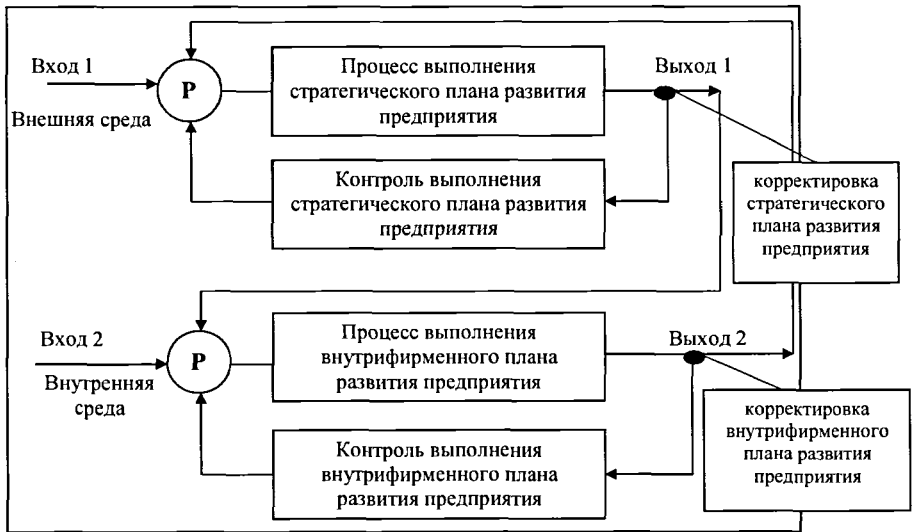 Вход 1
Внешняя среда
Р
Процесс выполнения
стратегического плана развития
предприятия
Выход 1
Контроль выполнения
стратегического плана развития
предприятия
корректировка
стратегического
плана развития
предприятия
Вход 2
Внутренняя
среда
Р
Процесс выполнения
внутрифирменного плана
развития предприятия
Выход 2
Контроль выполнения
внутрифирменного плана
развития предприятия
корректировка
внутрифирменного
плана развития
предприятия